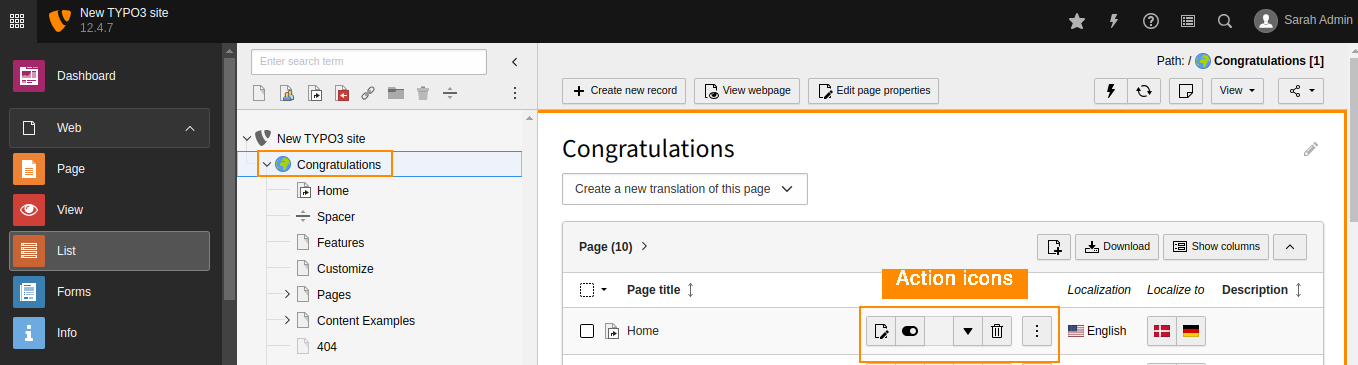 New TYPO3 site
12.4.7
Sarah Admin
Dashboard
Web
Page
View
List
Forms
Info
Enter search term
New TYPO3 site
Congratulations
Home
Spacer
Features
Customize
Pages
Content Examples
404
Path: / Congratulations [1]
Create new record
View webpage
Edit page properties
View
Congratulations
Create a new translation of this page
Page (10)
Download
Show columns
Action icons
Page title
Localization
Localize to
Description
Home
English